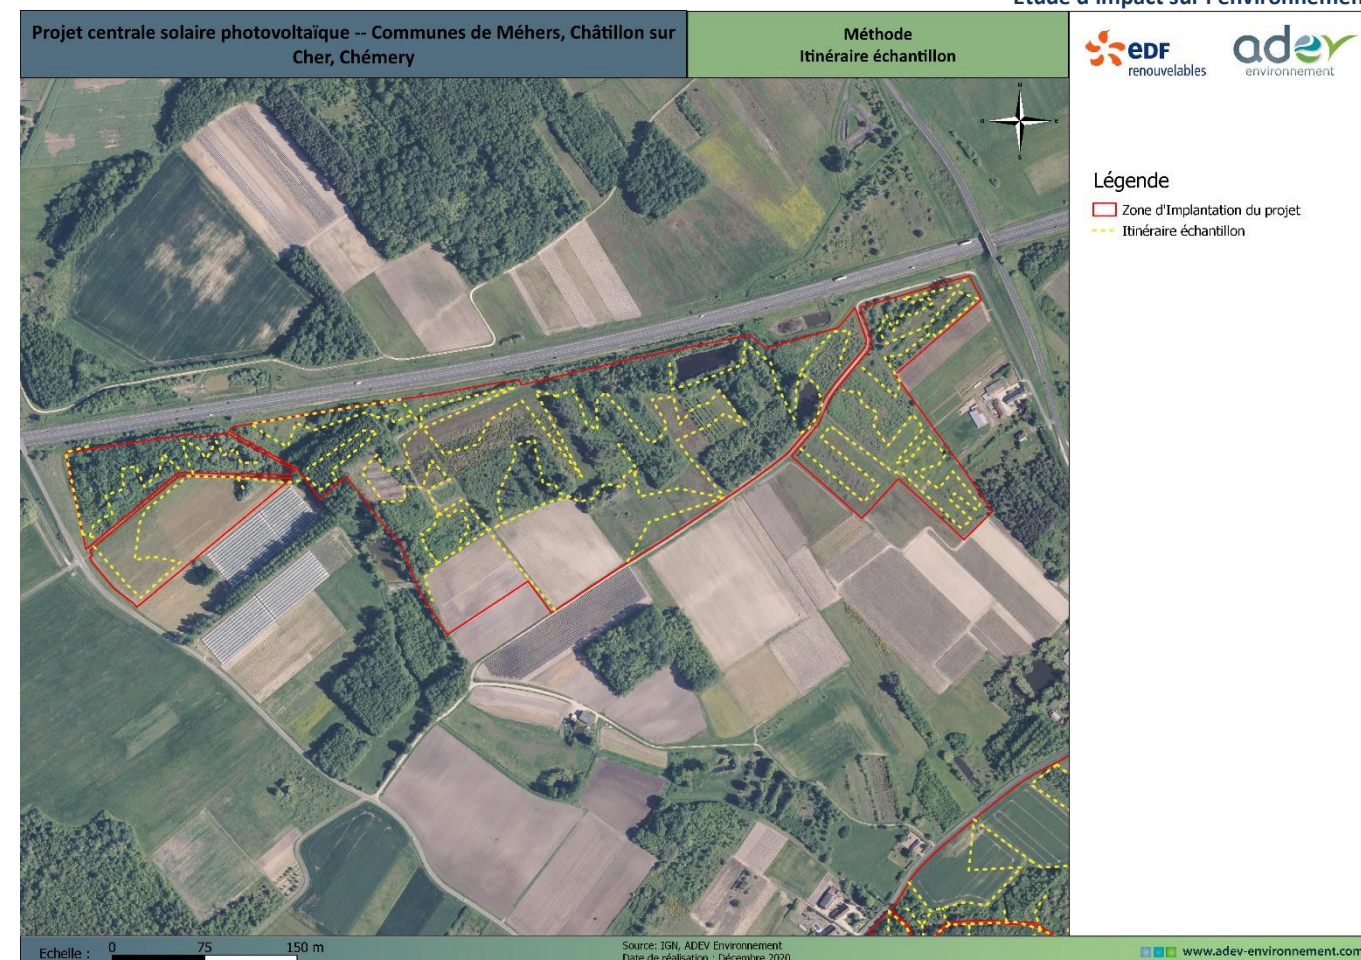 Etude d'impact sur l'environnement
Projet centrale solaire photovoltaïque -- Communes de Méhers, Châtillon sur
Cher, Chémery
Méthode
Itinéraire échantillon
eDF
renouvelables
adev
environnement
N
O
E
S
Légende
Zone d'Implantation du projet
Itinéraire échantillon
Echelle :
0 75 150 m
Source: IGN, ADEV Environnement
Date de réalisation : Décembre 2020
www.adev-environnement.com